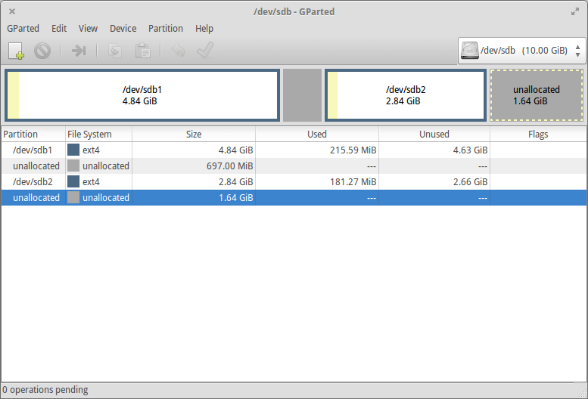 /dev/sdb - GParted
GParted Edit View Device Partition Help
/dev/sdb (10.00 GiB)
/dev/sdb1
4.84 GiB
/dev/sdb2
2.84 GiB
unallocated
1.64 GiB
Partition File System Size Used Unused Flags
/dev/sdb1 ext4 4.84 GiB 215.59 MiB 4.63 GiB
unallocated unallocated 697.00 MiB --- ---
/dev/sdb2 ext4 2.84 GiB 181.27 MiB 2.66 GiB
unallocated unallocated 1.64 GiB --- ---
0 operations pending